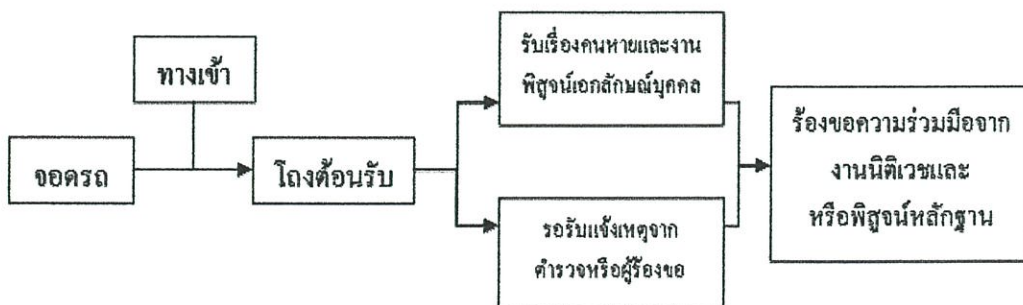 ทางเข้า
จอดรถ
โถงต้อนรับ
รับเรื่องคนหายและงาน
พิสูจน์เอกลักษณ์บุคคล
รอรับแจ้งเหตุจาก
ตำรวจหรือผู้ร้องขอ
ร้องขอความร่วมมือจาก
งานนิติเวชและ
หรือพิสูจน์หลักฐาน